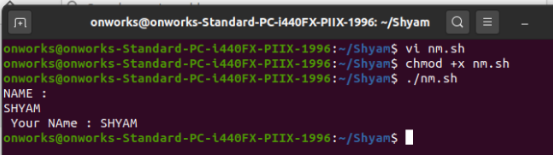 onworks@onworks-Standard-PC-i440FX-PIIX-1996: ~/Shyam
onworks@onworks-Standard-PC-i440FX-PIIX-1996:~/Shyam$ vi nm.sh
onworks@onworks-Standard-PC-i440FX-PIIX-1996:~/Shyam$ chmod +x nm.sh
onworks@onworks-Standard-PC-i440FX-PIIX-1996:~/Shyam$ ./nm.sh
NAME :
SHYAM
 Your NAme : SHYAM
onworks@onworks-Standard-PC-i440FX-PIIX-1996:~/Shyam$